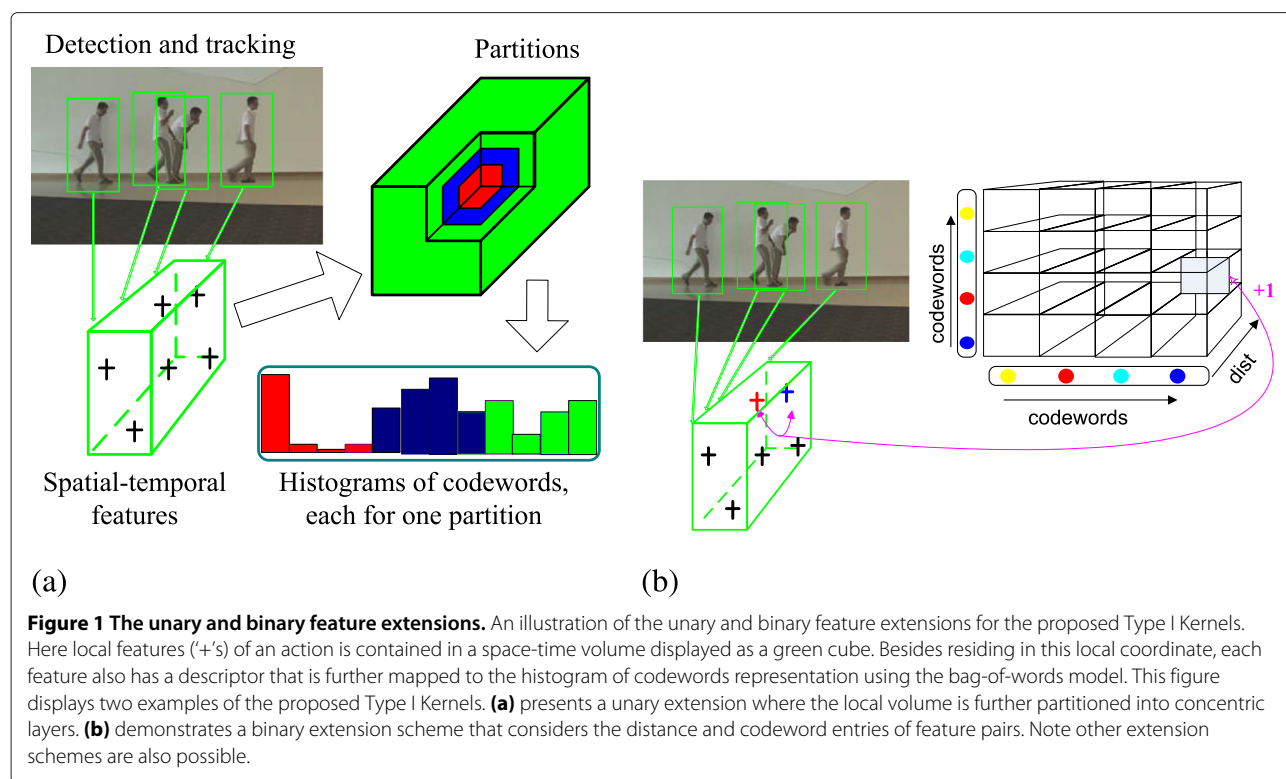 Detection and tracking
Partitions
Spatial-temporal
features
Histograms of codewords,
each for one partition
(a)
codewords
+1
dist
codewords
(b)
Figure 1 The unary and binary feature extensions. An illustration of the unary and binary feature extensions for the proposed Type I Kernels.
Here local features (‘+’s) of an action is contained in a space-time volume displayed as a green cube. Besides residing in this local coordinate, each
feature also has a descriptor that is further mapped to the histogram of codewords representation using the bag-of-words model. This figure
displays two examples of the proposed Type I Kernels. (a) presents a unary extension where the local volume is further partitioned into concentric
layers. (b) demonstrates a binary extension scheme that considers the distance and codeword entries of feature pairs. Note other extension
schemes are also possible.